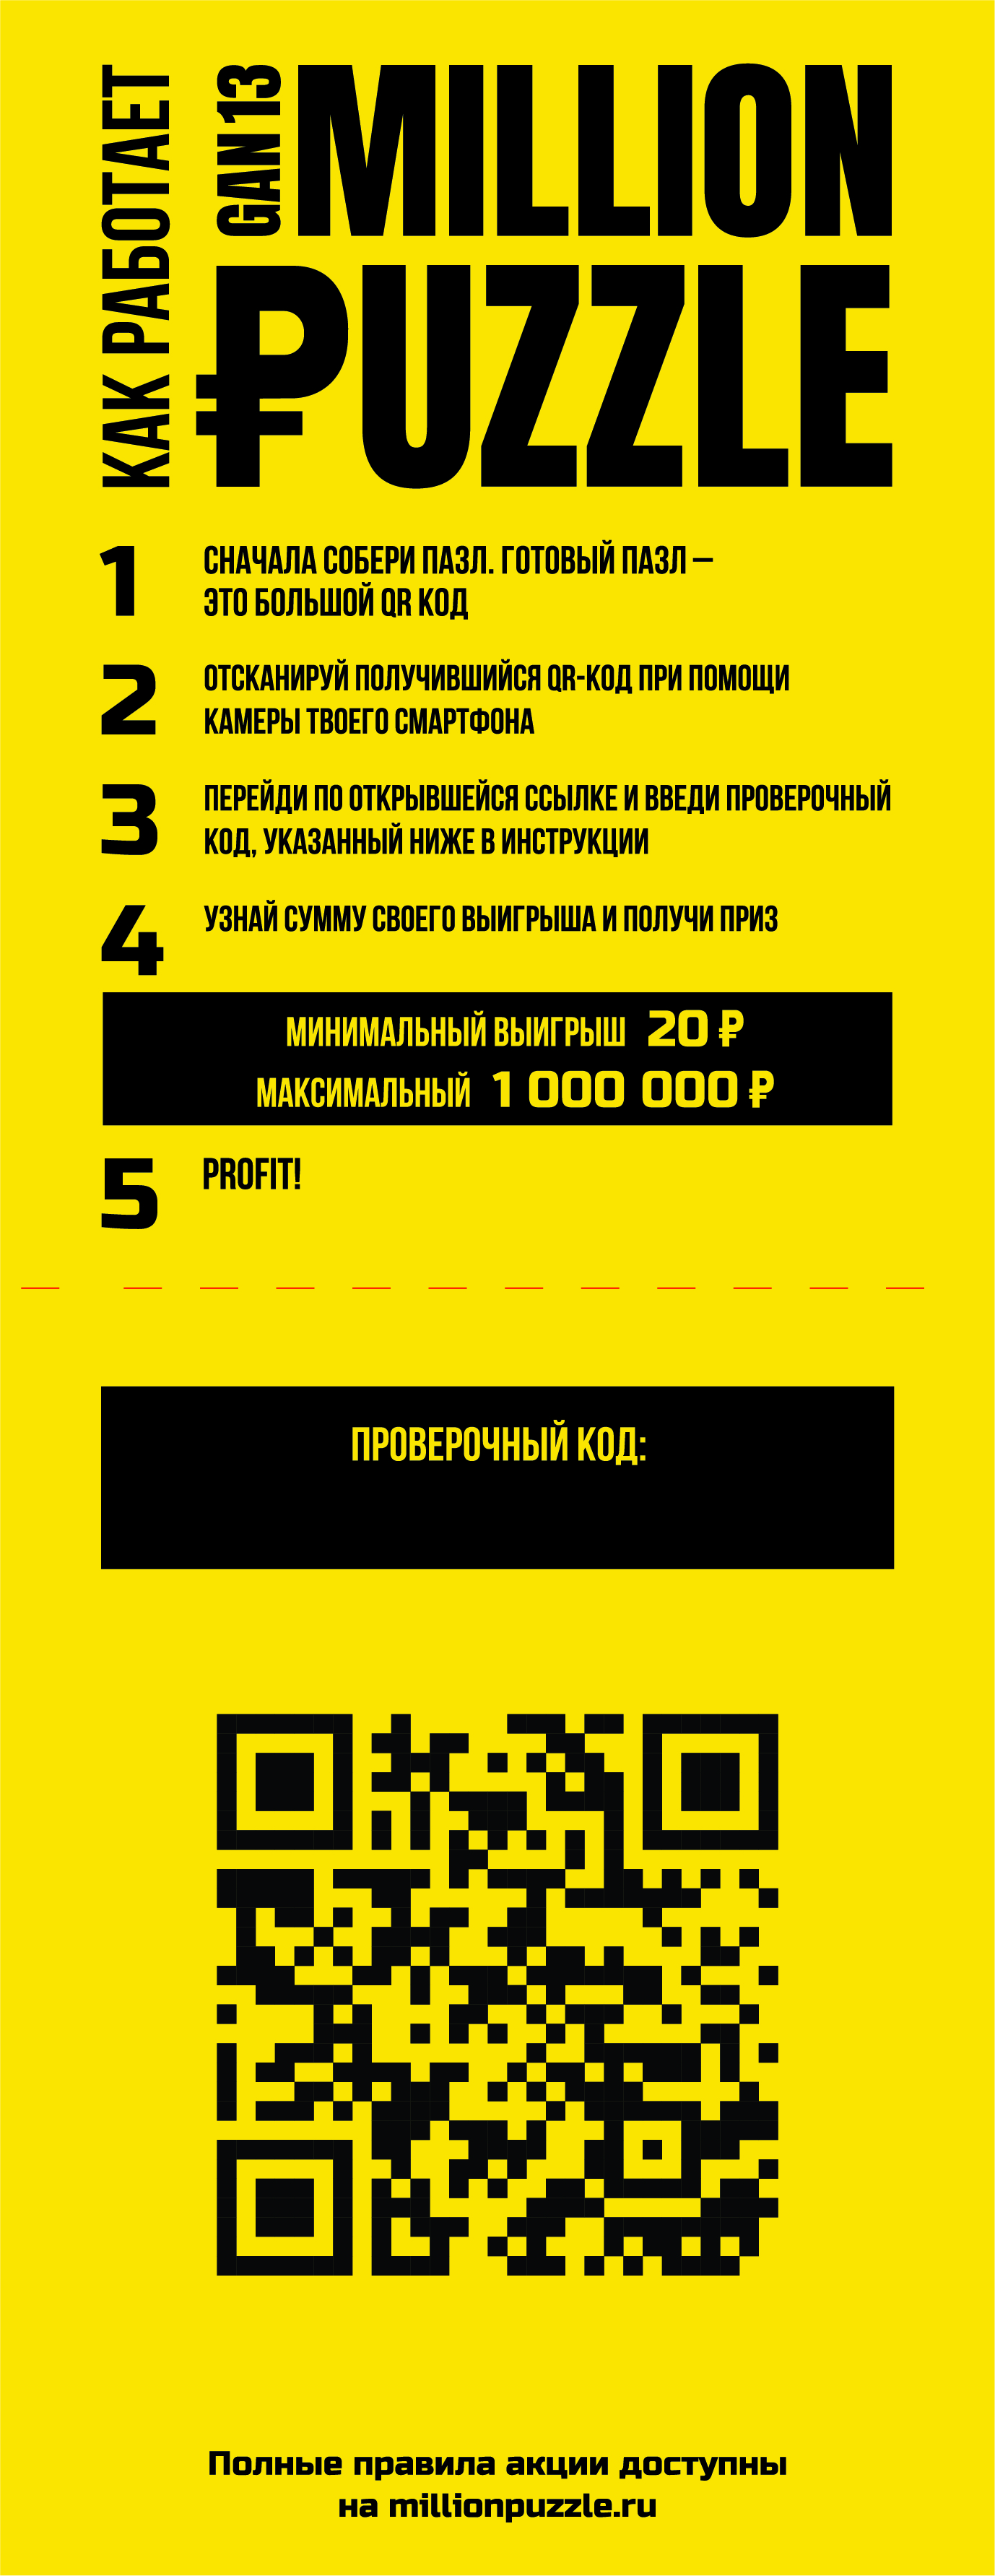 КАК РАБОТАЕТ
GAN 13
MILLION
₽UZZLE
1 СНАЧАЛА СОБЕРИ ПАЗЛ. ГОТОВЫЙ ПАЗЛ —
ЭТО БОЛЬШОЙ QR КОД
2 ОТСКАНИРУЙ ПОЛУЧИВШИЙСЯ QR-КОД ПРИ ПОМОЩИ
КАМЕРЫ ТВОЕГО СМАРТФОНА
3 ПЕРЕЙДИ ПО ОТКРЫВШЕЙСЯ ССЫЛКЕ И ВВЕДИ ПРОВЕРОЧНЫЙ
КОД, УКАЗАННЫЙ НИЖЕ В ИНСТРУКЦИИ
4 УЗНАЙ СУММУ СВОЕГО ВЫИГРЫША И ПОЛУЧИ ПРИЗ
МИНИМАЛЬНЫЙ ВЫИГРЫШ 20 ₽
МАКСИМАЛЬНЫЙ 1 000 000 ₽
5 PROFIT!
ПРОВЕРОЧНЫЙ КОД:
Полные правила акции доступны
на millionpuzzle.ru